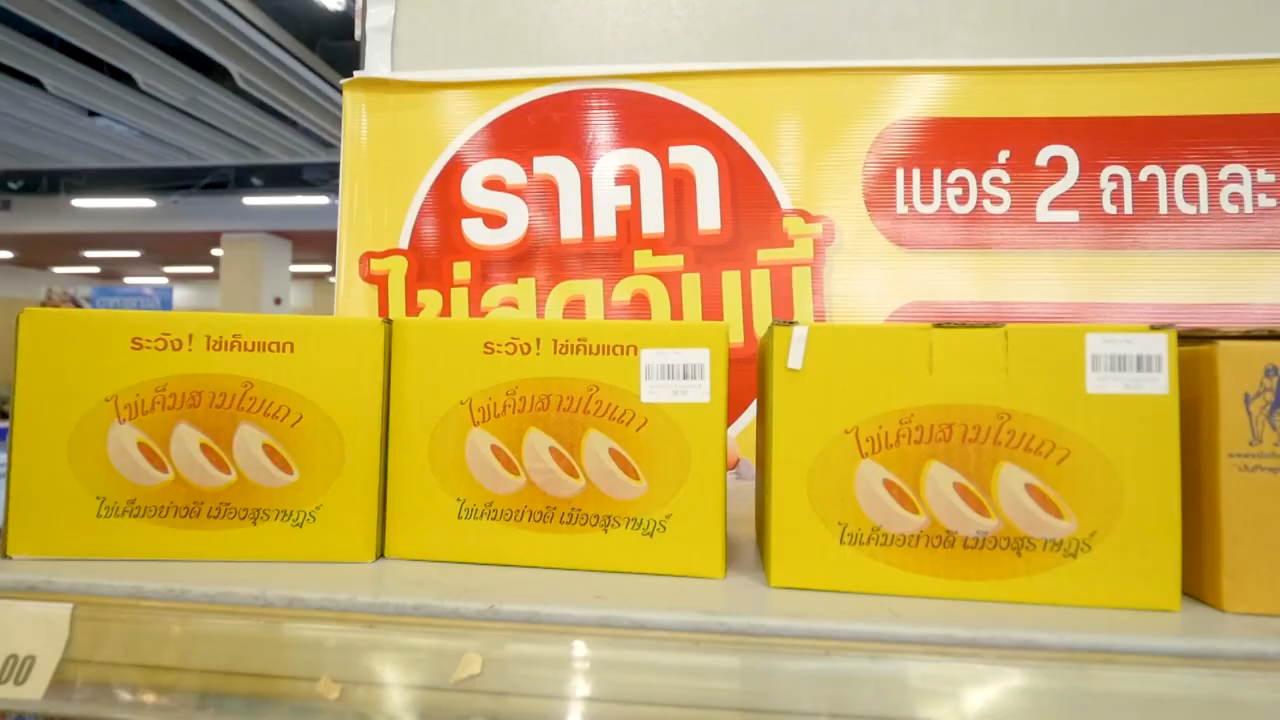 ราคา
ไข่สดวันนี้
เบอร์ 2 ถาดละ
ระวัง! ไข่เค็มแตก
ไข่เค็มสามใบเถา
ไข่เค็มอย่างดี เมืองสุราษฎร์
ระวัง! ไข่เค็มแตก
ไข่เค็มสามใบเถา
ไข่เค็มอย่างดี เมืองสุราษฎร์
ไข่เค็มสามใบเถา
ไข่เค็มอย่างดี เมืองสุราษฎร์
00